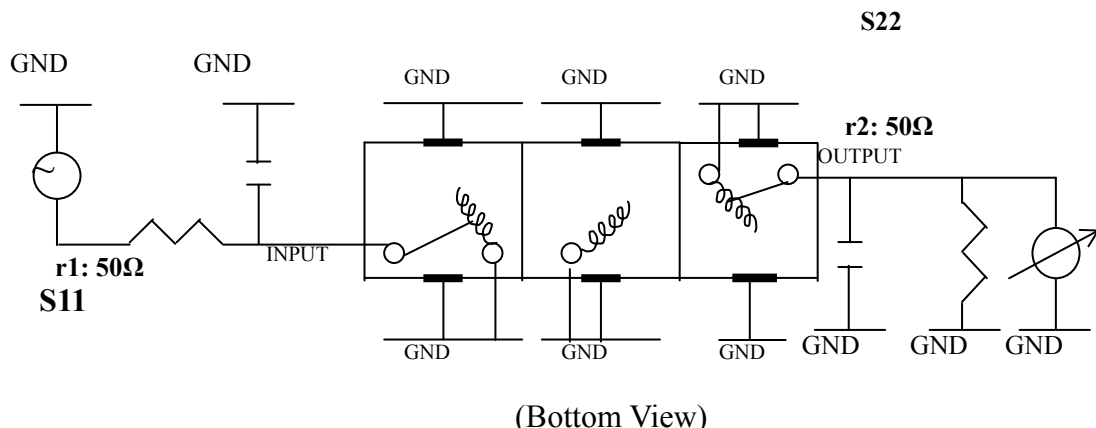 S22
GND
GND
GND
GND
GND
r2: 50Ω
OUTPUT
INPUT
r1: 50Ω
S11
GND
GND
GND
GND
GND
GND
(Bottom View)